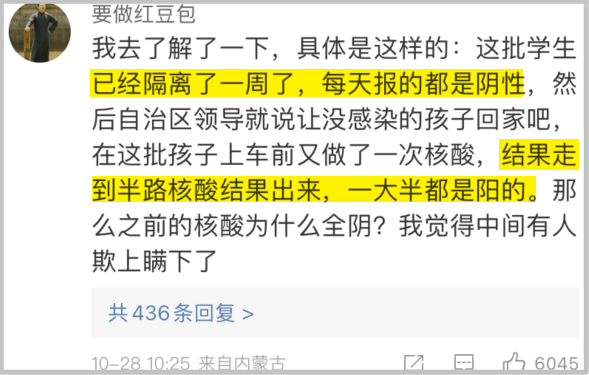 要做红豆包
我去了解了一下，具体是这样的：这批学生
已经隔离了一周了，每天报的都是阴性，然
后自治区领导就说让没感染的孩子回家吧，
在这批孩子上车前又做了一次核酸，结果走
到半路核酸结果出来，一大半都是阳的。那
么之前的核酸为什么全阴？我觉得中间有人
欺上瞒下了
共436条回复 >
10-28 10:25 来自内蒙古 6045